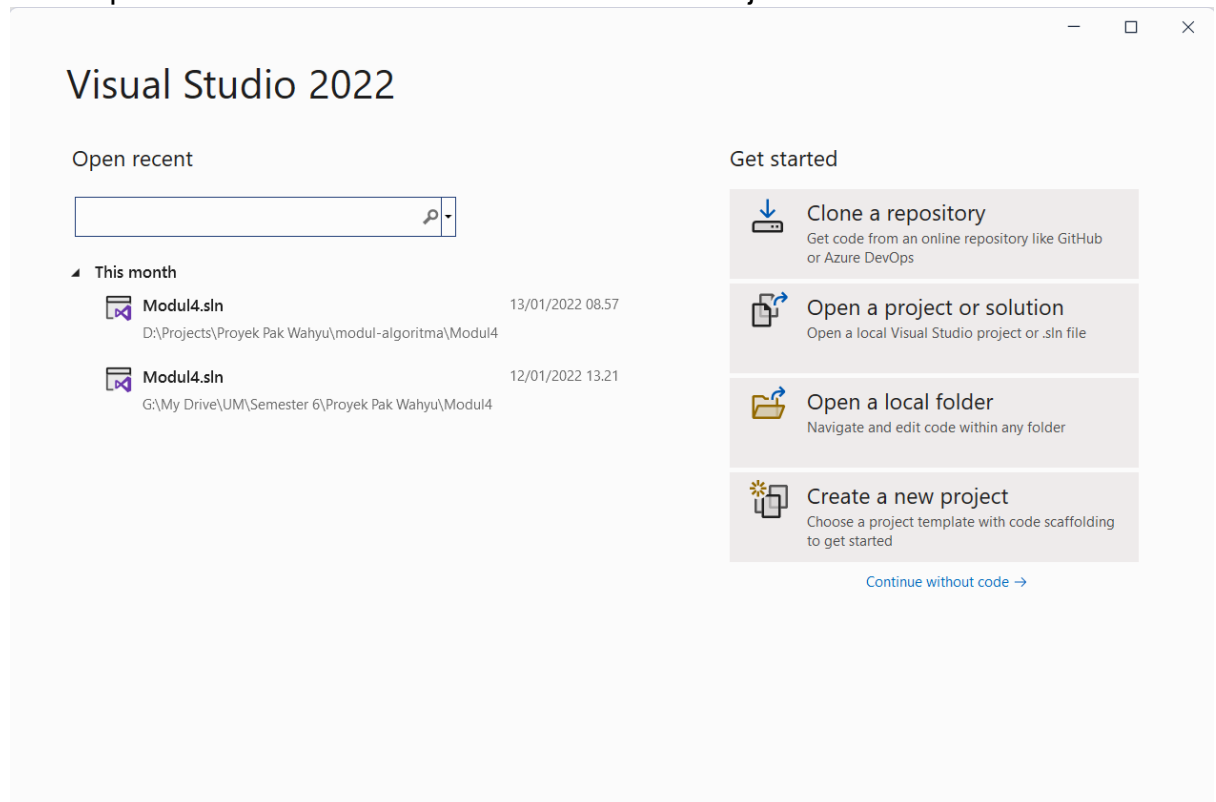 Visual Studio 2022
Open recent
This month
Modul4.sln 13/01/2022 08.57
D:\Projects\Proyek Pak Wahyu\modul-algoritma\Modul4
Modul4.sln 12/01/2022 13.21
G:\My Drive\UM\Semester 6\Proyek Pak Wahyu\Modul4
Get started
Clone a repository
Get code from an online repository like GitHub
or Azure DevOps
Open a project or solution
Open a local Visual Studio project or .sln file
Open a local folder
Navigate and edit code within any folder
Create a new project
Choose a project template with code scaffolding
to get started
Continue without code →